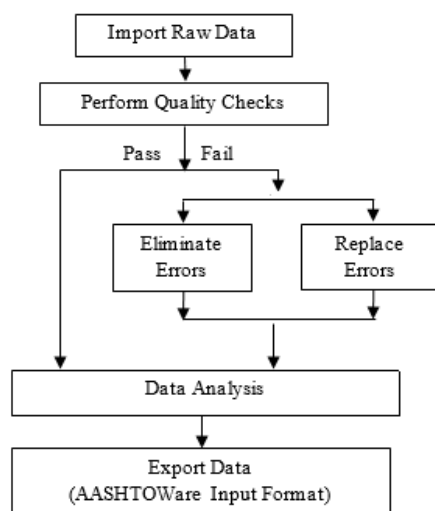 Import Raw Data
Perform Quality Checks
Pass Fail
Eliminate
Errors
Replace
Errors
Data Analysis
Export Data
(AASHTOWare Input Format)